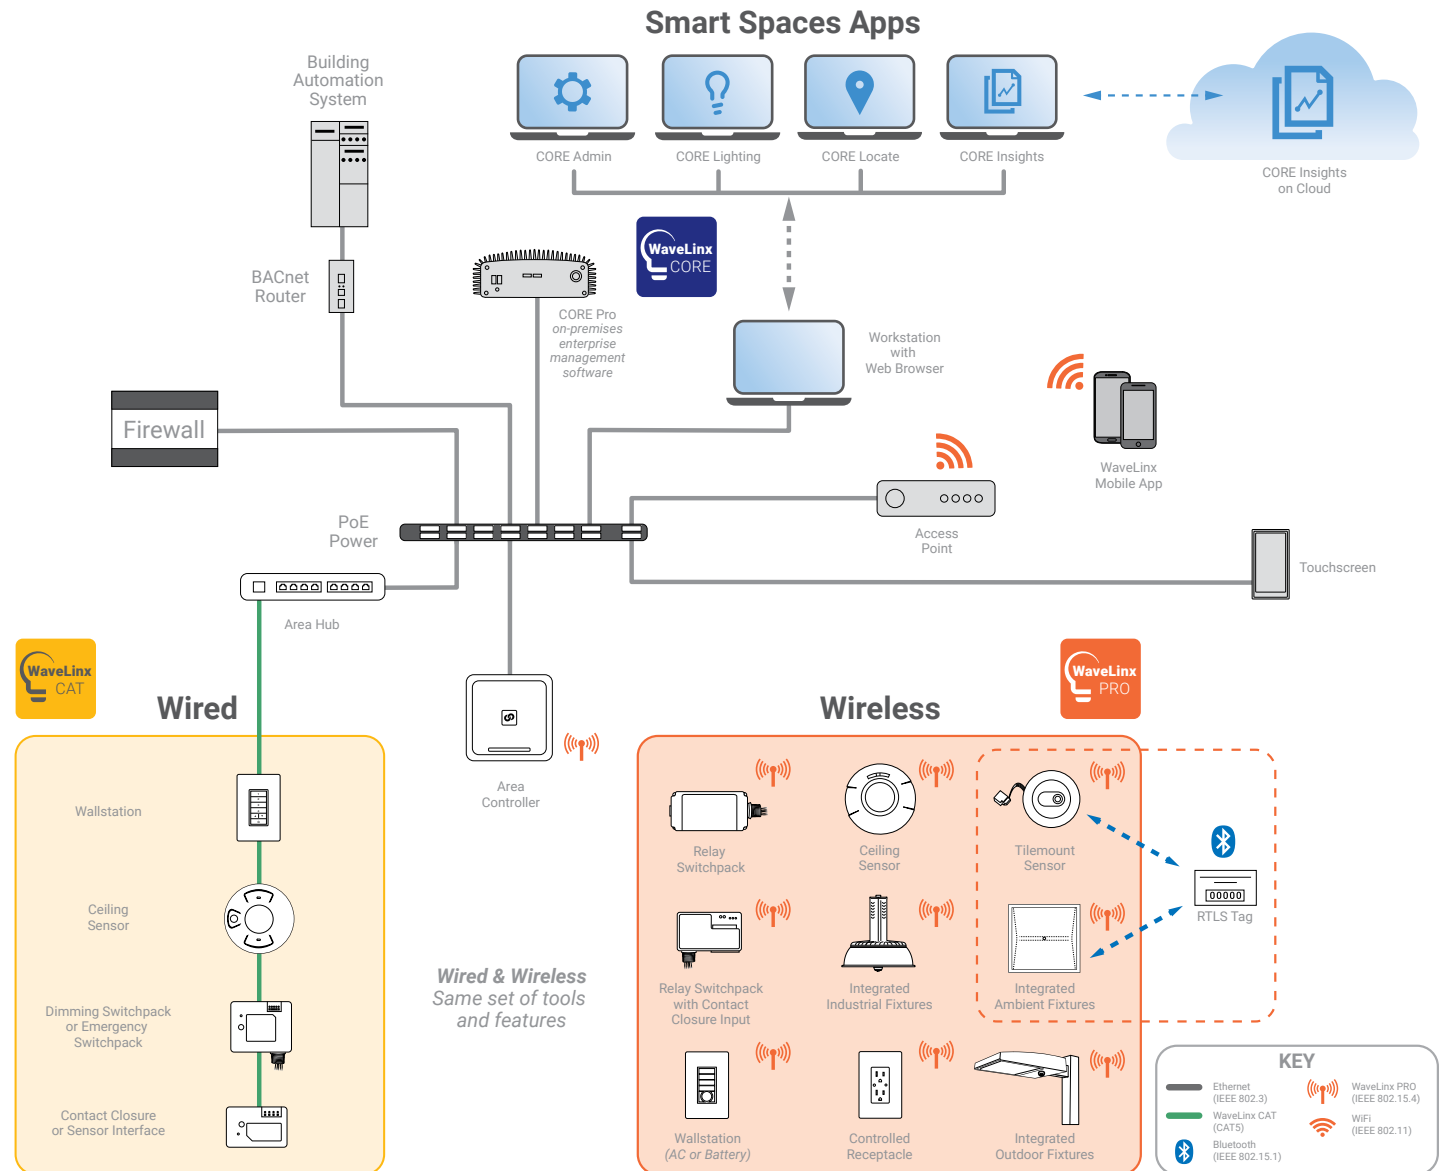 Smart Spaces Apps
Building
Automation
System
CORE Admin
CORE Lighting
CORE Locate
CORE Insights
CORE Insights
on Cloud
WaveLinx
CORE
BACnet
Router
CORE Pro
on-premises
enterprise
management
software
Workstation
with
Web Browser
Firewall
WaveLinx
Mobile App
PoE
Power
Access
Point
Touchscreen
Area Hub
WaveLinx
CAT
Wired
Wireless
WaveLinx
PRO
Area
Controller
Wallstation
Ceiling
Sensor
Dimming Switchpack
or Emergency
Switchpack
Contact Closure
or Sensor Interface
Wired & Wireless
Same set of tools
and features
Relay
Switchpack
Ceiling
Sensor
Tilemount
Sensor
00000
RTLS Tag
Relay Switchpack
with Contact
Closure Input
Integrated
Industrial Fixtures
Integrated
Ambient Fixtures
Wallstation
(AC or Battery)
Controlled
Receptacle
Integrated
Outdoor Fixtures
KEY
Ethernet
(IEEE 802.3)
WaveLinx CAT
(CAT5)
Bluetooth
(IEEE 802.15.1)
WaveLinx PRO
(IEEE 802.15.4)
WiFi
(IEEE 802.11)